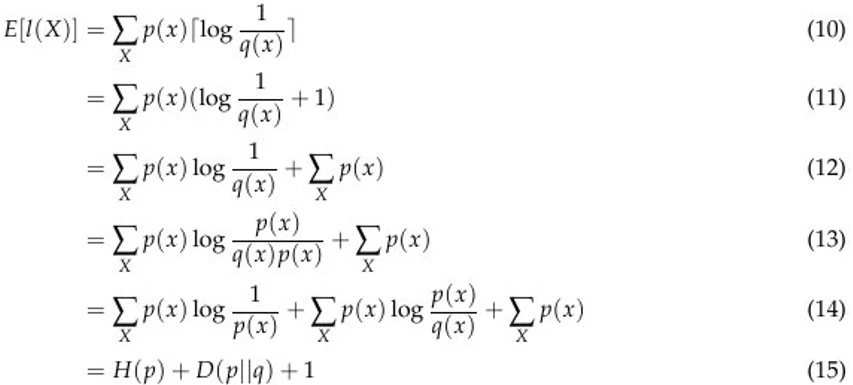 E[l(X)] = ∑_X p(x)⌈log 1/q(x)⌉ (10)
= ∑_X p(x)(log 1/q(x) + 1) (11)
= ∑_X p(x) log 1/q(x) + ∑_X p(x) (12)
= ∑_X p(x) log p(x)/q(x)p(x) + ∑_X p(x) (13)
= ∑_X p(x) log 1/p(x) + ∑_X p(x) log p(x)/q(x) + ∑_X p(x) (14)
= H(p) + D(p||q) + 1 (15)